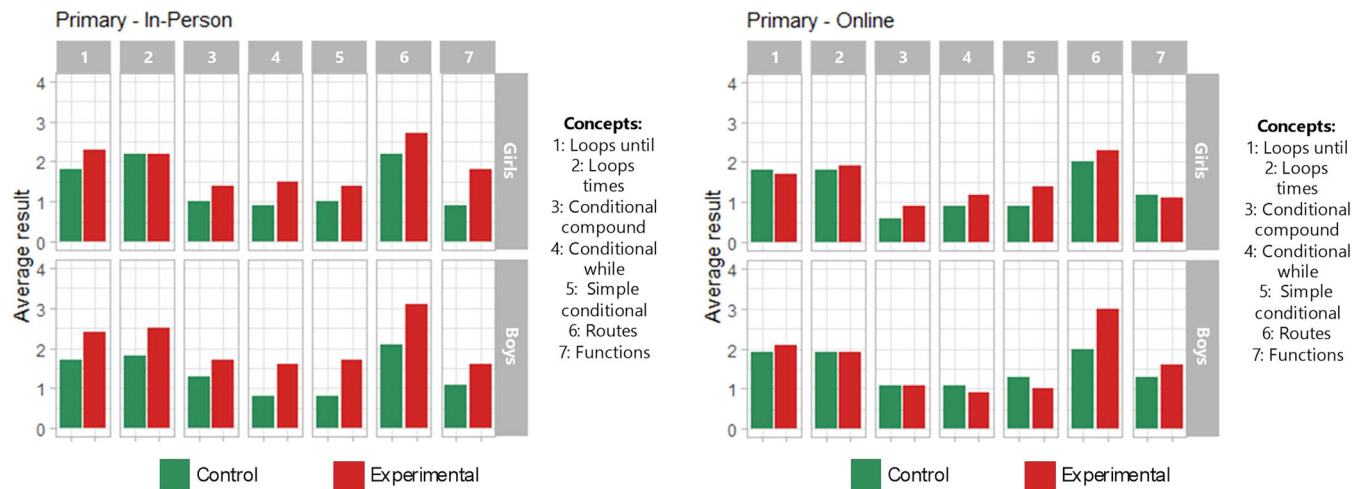 Primary - In-Person
1 2 3 4 5 6 7
Average result
4
3
2
1
0
Girls
4
3
2
1
0
Boys
Concepts:
1: Loops until
2: Loops
times
3: Conditional
compound
4: Conditional
while
5: Simple
conditional
6: Routes
7: Functions
Control Experimental
Primary - Online
1 2 3 4 5 6 7
Average result
4
3
2
1
0
Girls
4
3
2
1
0
Boys
Concepts:
1: Loops until
2: Loops
times
3: Conditional
compound
4: Conditional
while
5: Simple
conditional
6: Routes
7: Functions
Control Experimental